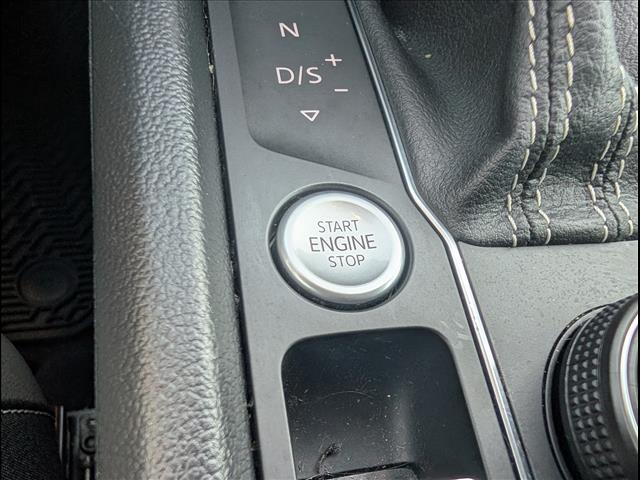 N
D/S + -
START
ENGINE
STOP